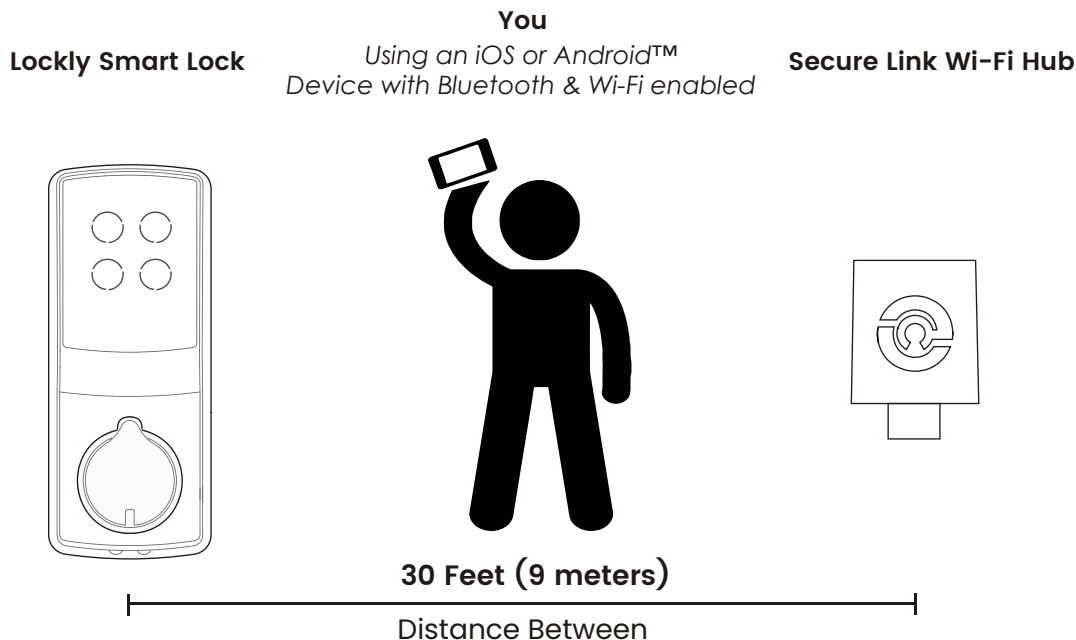 You
Lockly Smart Lock
Using an iOS or Android™
Device with Bluetooth & Wi-Fi enabled
Secure Link Wi-Fi Hub
30 Feet (9 meters)
Distance Between